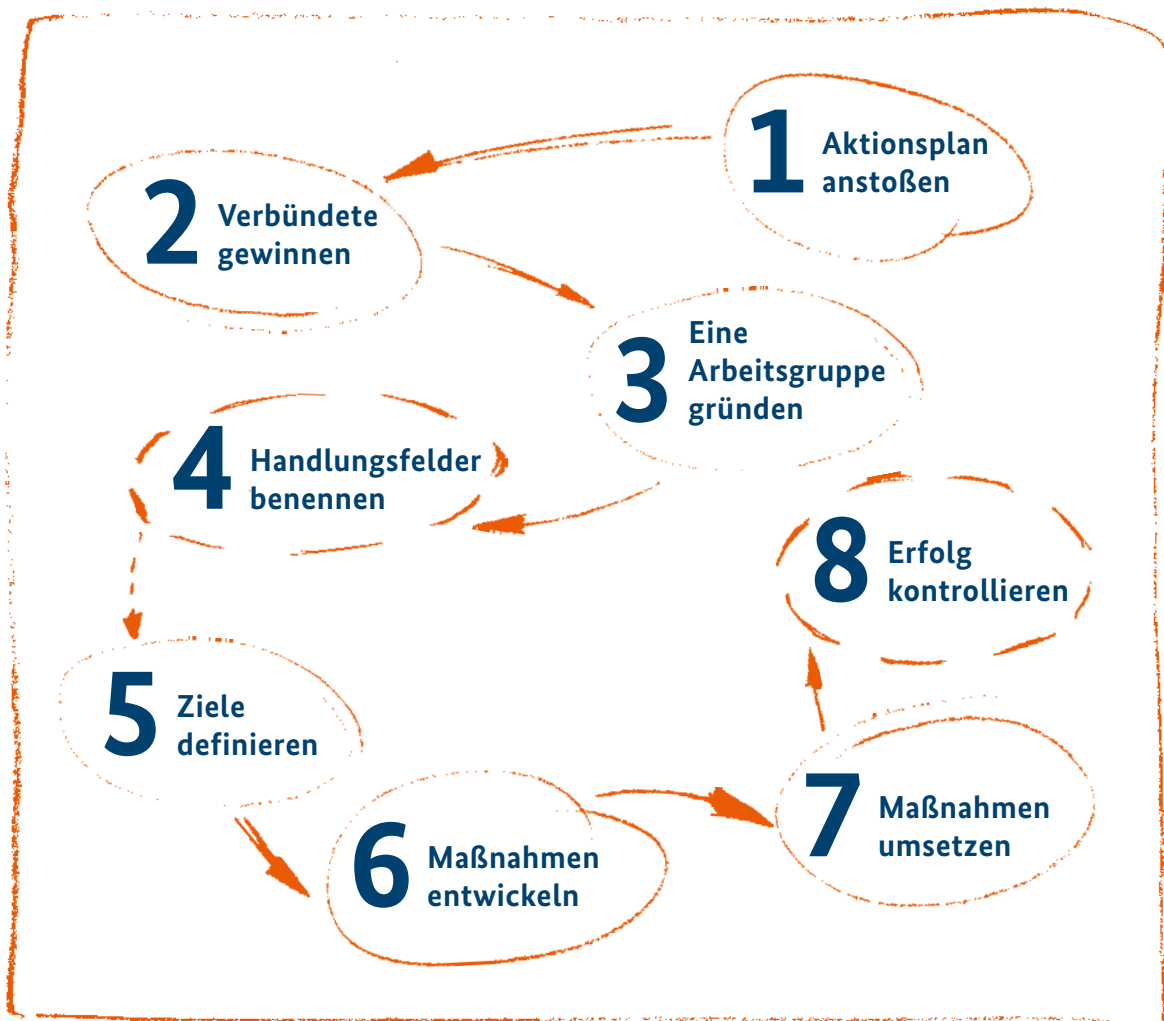 1 Aktionsplan
anstoßen
2 Verbündete
gewinnen
3 Eine
Arbeitsgruppe
gründen
4 Handlungsfelder
benennen
5 Ziele
definieren
6 Maßnahmen
entwickeln
7 Maßnahmen
umsetzen
8 Erfolg
kontrollieren